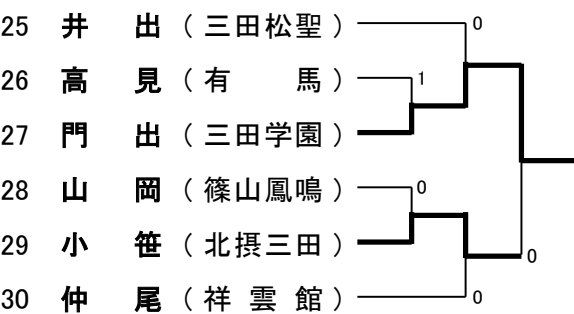 25 井 出 （ 三田松聖 ） 0
26 高 見 （ 有 馬 ） 1
27 門 出 （ 三田学園 ）
28 山 岡 （ 篠山鳳鳴 ） 0
29 小 笹 （ 北摂三田 ） 0
30 仲 尾 （ 祥 雲 館 ） 0